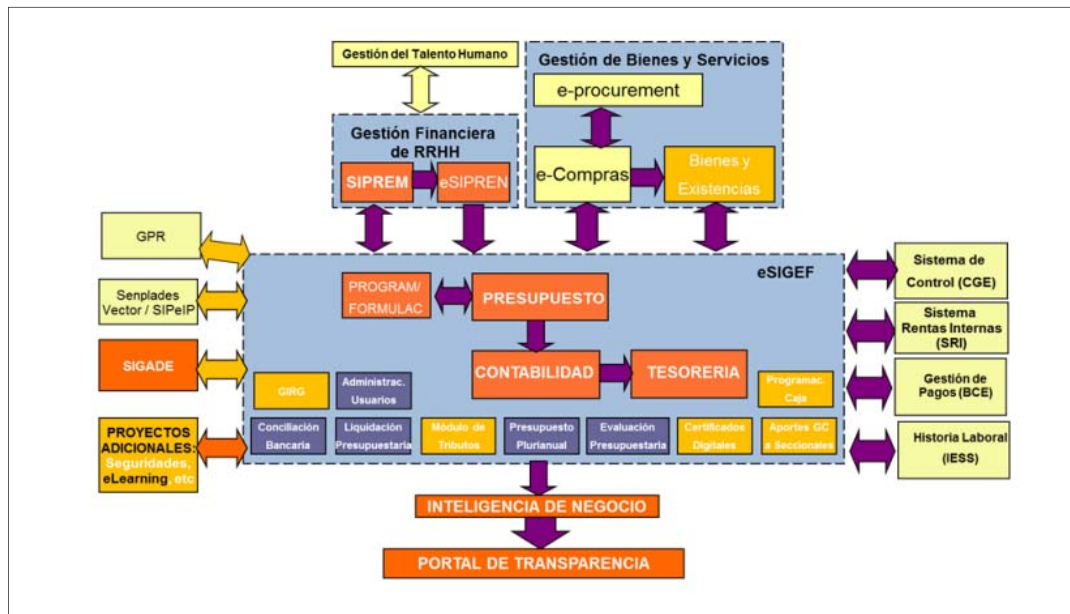 Gestión del Talento Humano
Gestión de Bienes y Servicios
e-procurement
Gestión Financiera
de RRHH
SIPREM
eSIPREN
e-Compras
Bienes y
Existencias
GPR
Senplades
Vector / SIPeIP
SIGADE
PROYECTOS
ADICIONALES:
Seguridades,
eLearning, etc
eSIGEF
PROGRAM/
FORMULAC
PRESUPUESTO
CONTABILIDAD
TESORERIA
GIRG
Administrac.
Usuarios
Programac.
Caja
Conciliación
Bancaria
Liquidación
Presupuestaria
Módulo de
Tributos
Presupuesto
Plurianual
Evaluación
Presupuestaria
Certificados
Digitales
Aportes GC
a Seccionales
Sistema de
Control (CGE)
Sistema
Rentas Internas
(SRI)
Gestión de
Pagos (BCE)
Historia Laboral
(IESS)
INTELIGENCIA DE NEGOCIO
PORTAL DE TRANSPARENCIA